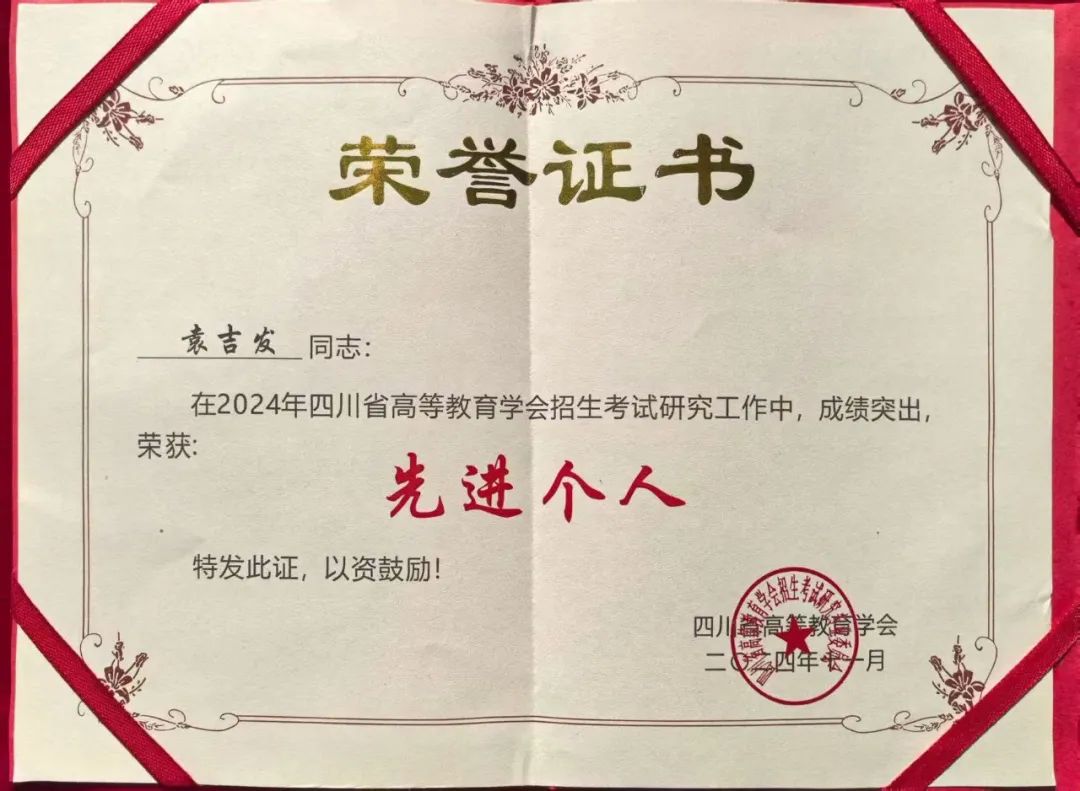 荣誉证书
袁吉发 同志:
在2024年四川省高等教育学会招生考试研究工作中，成绩突出，
荣获:
先进个人
特发此证，以资鼓励！
四川省高等教育学会
二〇二四年十一月